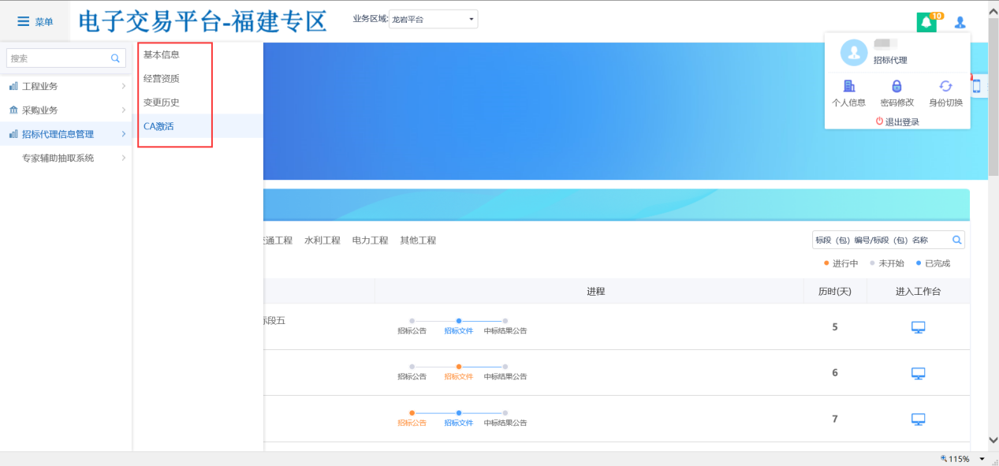 菜单
电子交易平台-福建专区
业务区域:
龙岩平台
10
搜索
工程业务
采购业务
招标代理信息管理
专家辅助抽取系统
基本信息
经营资质
变更历史
CA激活
招标代理
个人信息
密码修改
身份切换
退出登录
通工程
水利工程
电力工程
其他工程
标段（包）编号/标段（包）名称
进行中
未开始
已完成
进程
历时(天)
进入工作台
段五
招标公告
招标文件
中标结果公告
5
招标公告
招标文件
中标结果公告
6
招标公告
招标文件
中标结果公告
7
115%